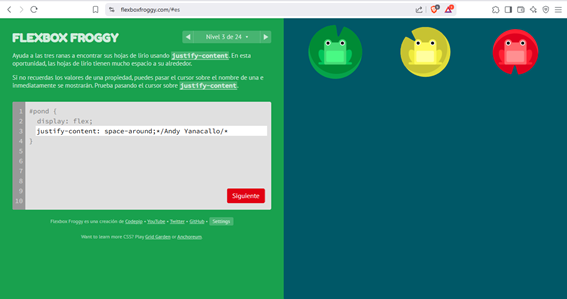 flexboxfroggy.com/#es
FLEXBOX FROGGY
Nivel 3 de 24
Ayuda a las tres ranas a encontrar sus hojas de lirio usando justify-content. En esta
oportunidad, las hojas de lirio tienen mucho espacio a su alrededor.
Si no recuerdas los valores de una propiedad, puedes pasar el cursor sobre el nombre de una e
inmediatamente se mostrarán. Prueba pasando el cursor sobre justify-content.
1 #pond {
2 display: flex;
3 justify-content: space-around;*/Andy Yanacallo/*
4 }
5
6
7
8
9
10
Siguiente
Flexbox Froggy es una creación de Codepip • YouTube • Twitter • GitHub • Settings
Want to learn more CSS? Play Grid Garden or Anchoreum